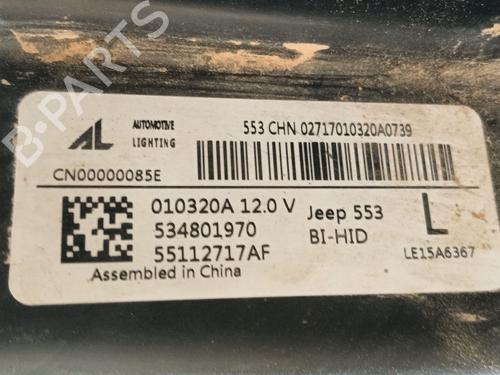 AL
AUTOMOTIVE
LIGHTING
553 CHN 02717010320A0739
CN00000085E
010320A 12.0 V
Jeep 553
L
534801970
BI-HID
55112717AF
LE15A6367
Assembled in China
B-PARTS